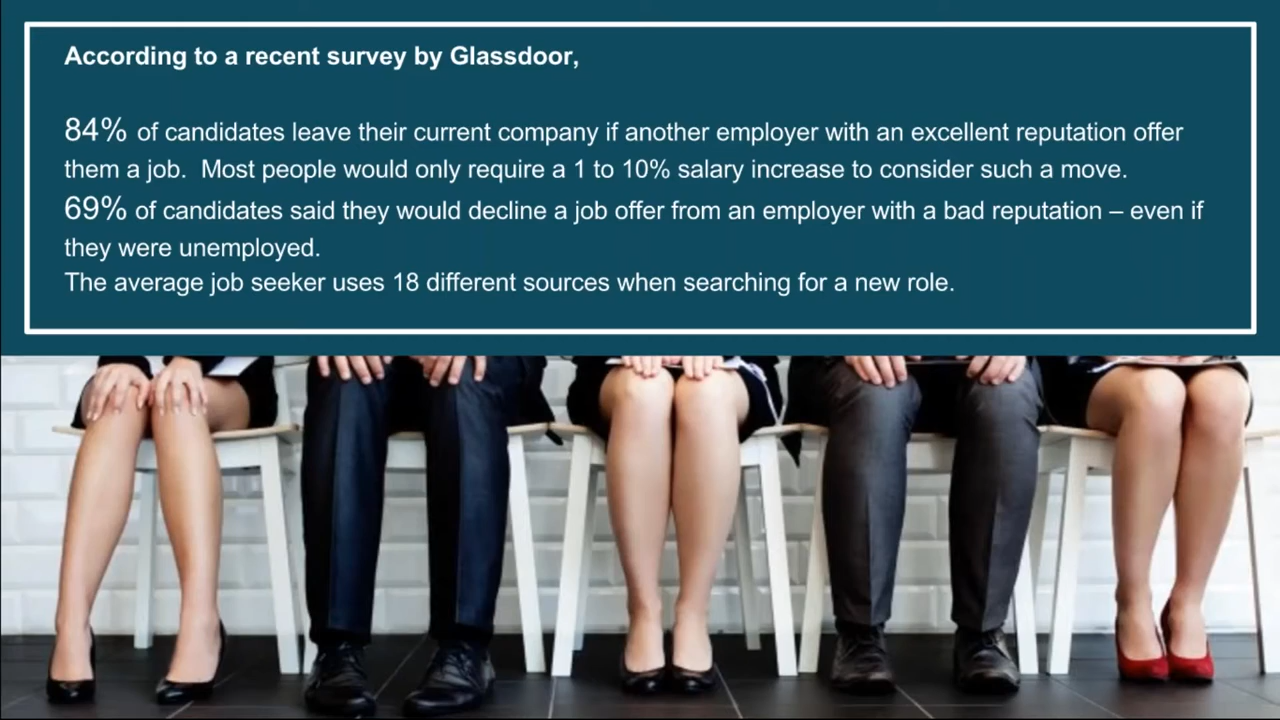 According to a recent survey by Glassdoor,
84% of candidates leave their current company if another employer with an excellent reputation offer
them a job.  Most people would only require a 1 to 10% salary increase to consider such a move.
69% of candidates said they would decline a job offer from an employer with a bad reputation – even if
they were unemployed.
The average job seeker uses 18 different sources when searching for a new role.